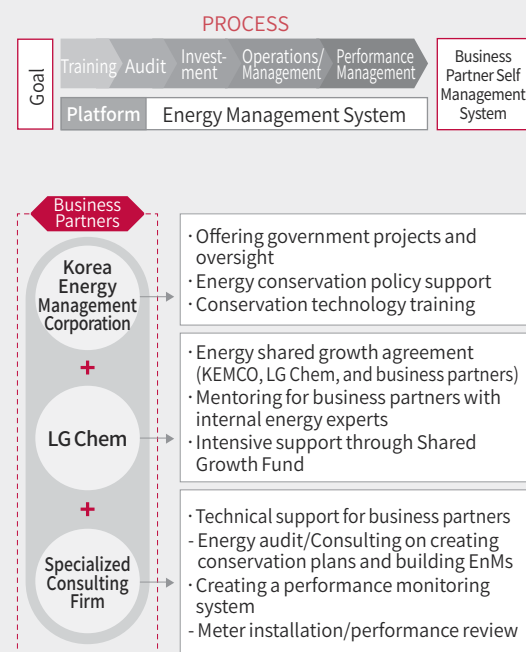 PROCESS
Goal
Training
Audit
Invest-
ment
Operations/
Management
Performance
Management
Platform
Energy Management System
Business
Partner Self
Management
System
Business
Partners
Korea
Energy
Management
Corporation
· Offering government projects and
oversight
· Energy conservation policy support
· Conservation technology training
+
LG Chem
· Energy shared growth agreement
(KEMCO, LG Chem, and business partners)
· Mentoring for business partners with
internal energy experts
· Intensive support through Shared
Growth Fund
+
Specialized
Consulting
Firm
· Technical support for business partners
- Energy audit/Consulting on creating
conservation plans and building EnMs
· Creating a performance monitoring
system
- Meter installation/performance review